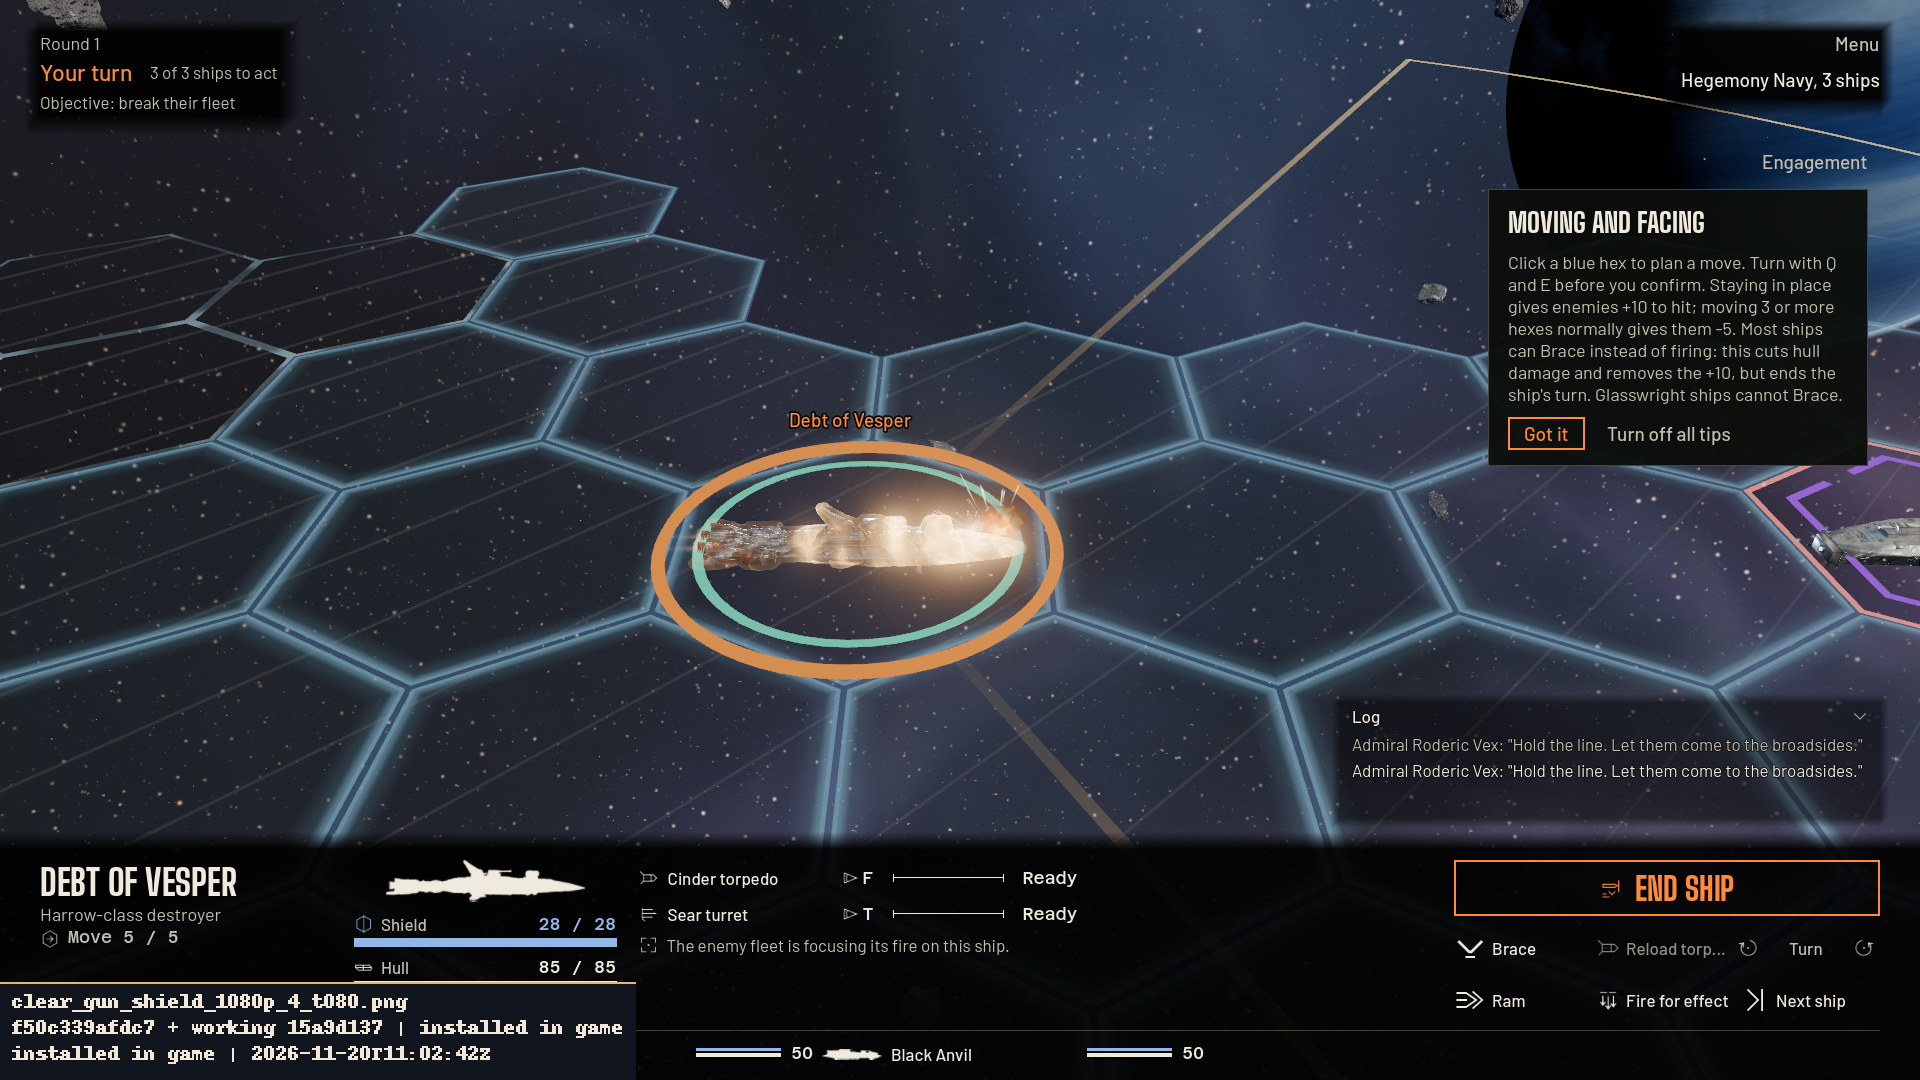 Round 1
Your turn 3 of 3 ships to act
Objective: break their fleet
Menu
Hegemony Navy, 3 ships
Engagement
MOVING AND FACING
Click a blue hex to plan a move. Turn with Q
and E before you confirm. Staying in place
gives enemies +10 to hit; moving 3 or more
hexes normally gives them -5. Most ships
can Brace instead of firing: this cuts hull
damage and removes the +10, but ends the
ship's turn. Glasswright ships cannot Brace.
Got it Turn off all tips
Debt of Vesper
Log
Admiral Roderic Vex: "Hold the line. Let them come to the broadsides."
Admiral Roderic Vex: "Hold the line. Let them come to the broadsides."
DEBT OF VESPER
Harrow-class destroyer
Move 5 / 5
Shield 28 / 28
Hull 85 / 85
Cinder torpedo F Ready
Sear turret T Ready
The enemy fleet is focusing its fire on this ship.
END SHIP
Brace Reload torp... Turn
Ram Fire for effect Next ship
clear_gun_shield_1080p_4_t080.png
f50c339afdc7 + working 15a9d137 | installed in game
installed in game | 2026-11-20T11:02:42Z
50 Black Anvil 50